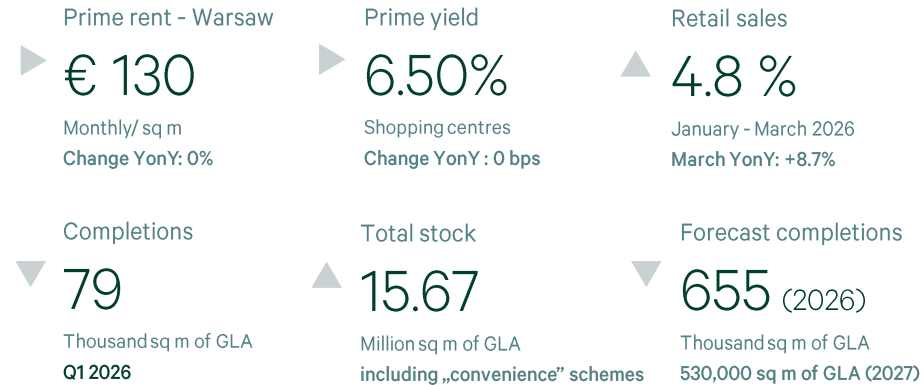 Prime rent - Warsaw
€ 130
Monthly/ sq m
Change YonY: 0%
Prime yield
6.50%
Shopping centres
Change YonY : 0 bps
Retail sales
4.8 %
January - March 2026
March YonY: +8.7%
Completions
79
Thousand sq m of GLA
Q1 2026
Total stock
15.67
Million sq m of GLA
including „convenience” schemes
Forecast completions
655 (2026)
Thousand sq m of GLA
530,000 sq m of GLA (2027)